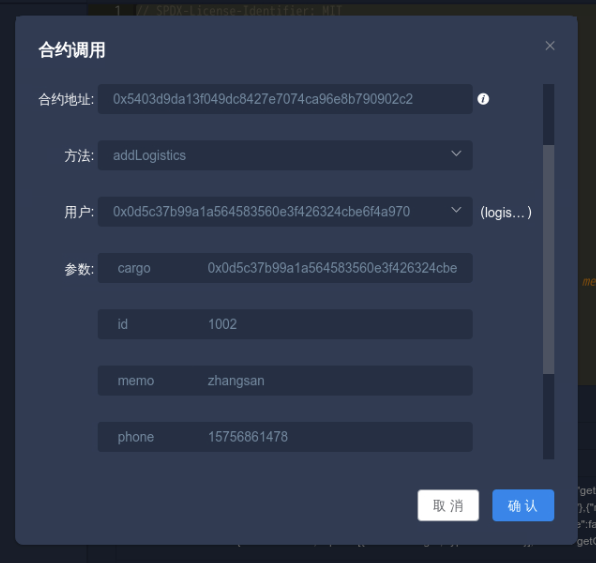 1 // SPDX-License-Identifier: MIT
合约调用
合约地址: 0x5403d9da13f049dc8427e7074ca96e8b790902c2
方法: addLogistics
用户: 0x0d5c37b99a1a564583560e3f426324cbe6f4a970 (logis... )
参数: cargo 0x0d5c37b99a1a564583560e3f426324cbe
me
id 1002
memo zhangsan
phone 15756861478
取 消 确 认